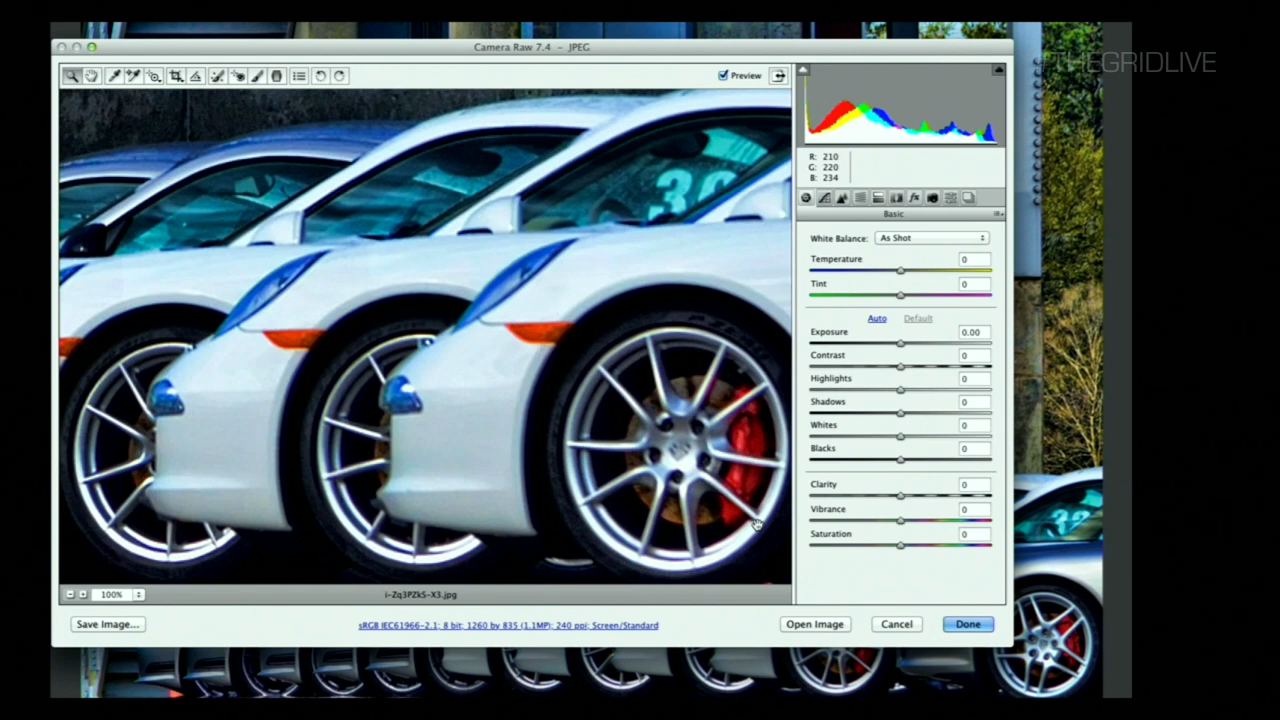 Camera Raw 7.4 - JPEG
#THEGRIDLIVE
Preview
R: 210
G: 220
B: 234
Basic
White Balance: As Shot
Temperature 0
Tint 0
Auto Default
Exposure 0.00
Contrast 0
Highlights 0
Shadows 0
Whites 0
Blacks 0
Clarity 0
Vibrance 0
Saturation 0
100% i-Zq3PZkS-X3.jpg
Save Image... sRGB IEC61966-2.1; 8 bit; 1260 by 835 (1.1MP); 240 ppi; Screen/Standard Open Image Cancel Done